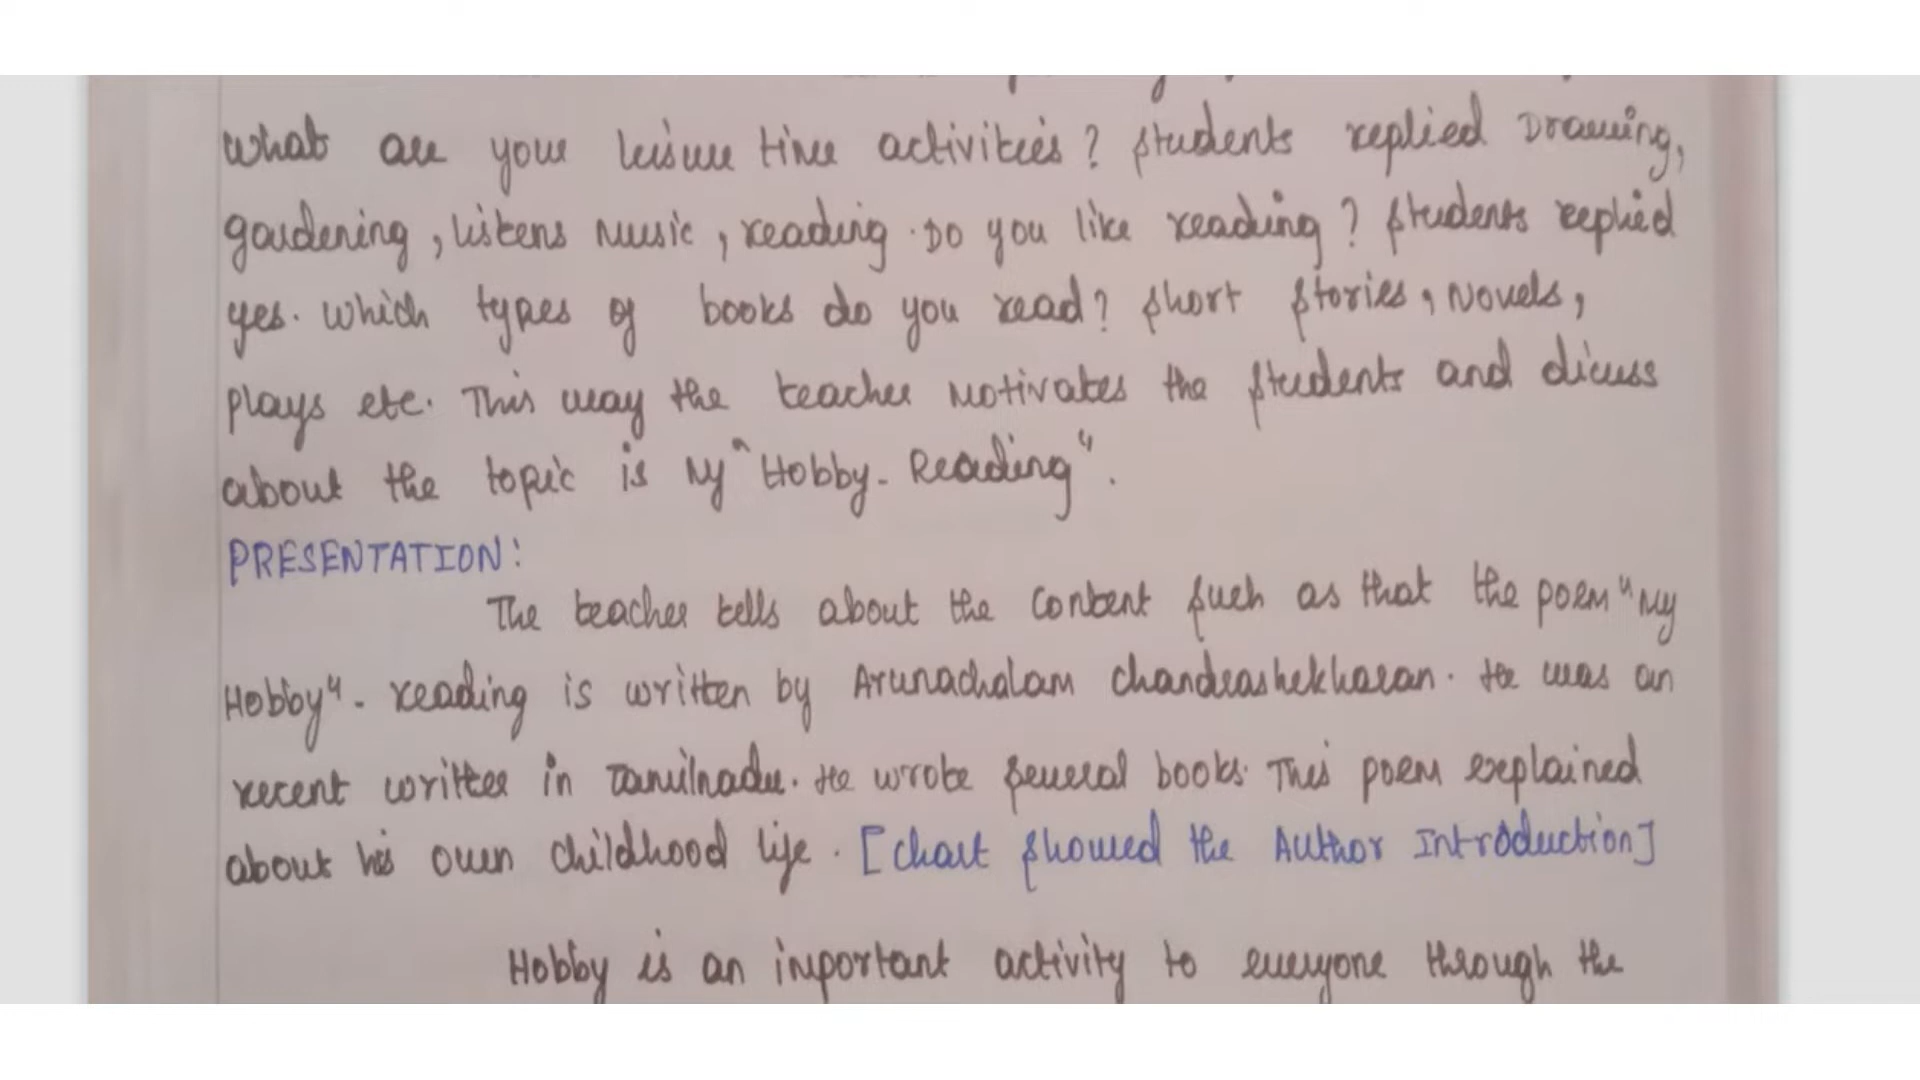 What are your leisure time activities? students replied Drawing,
gardening, listens music, reading. Do you like reading? students replied
yes. which types of books do you read? short stories, Novels,
plays etc. This way the teacher motivates the students and dicuss
about the topic is My "Hobby - Reading".
PRESENTATION:
The teacher tells about the content such as that the poem "My
Hobby" - reading is written by Arunachalam chandrashekharan. He was an
recent writter in Tamilnadu. He wrote several books. This poem explained
about his own childhood life. [chart showed the Author Introduction]
Hobby is an important activity to everyone through the